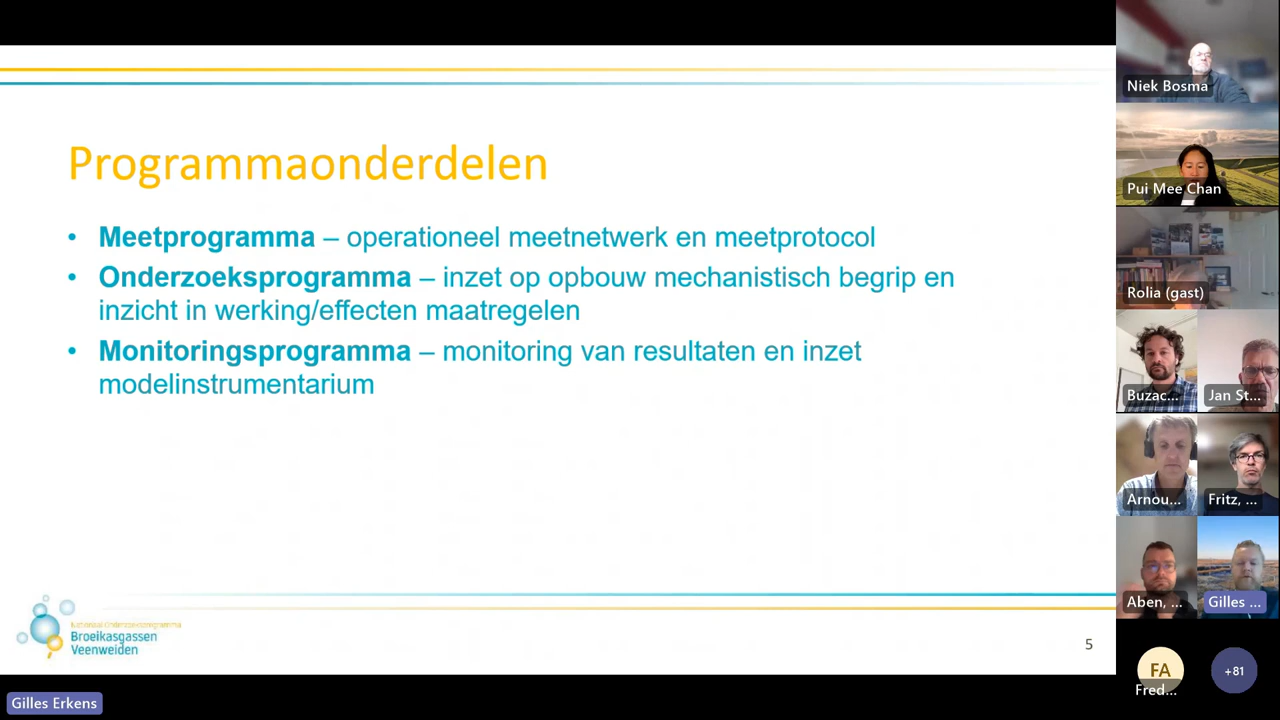 Programmaonderdelen
• Meetprogramma – operationeel meetnetwerk en meetprotocol
• Onderzoeksprogramma – inzet op opbouw mechanistisch begrip en
inzicht in werking/effecten maatregelen
• Monitoringsprogramma – monitoring van resultaten en inzet
modelinstrumentarium
Nationaal Onderzoeksprogramma
Broeikasgassen
Veenweiden
5
Gilles Erkens
Niek Bosma
Pui Mee Chan
Rolia (gast)
Buzac...
Jan St...
Arnou...
Fritz, ...
Aben, ...
Gilles ...
FA
Fred...
+81